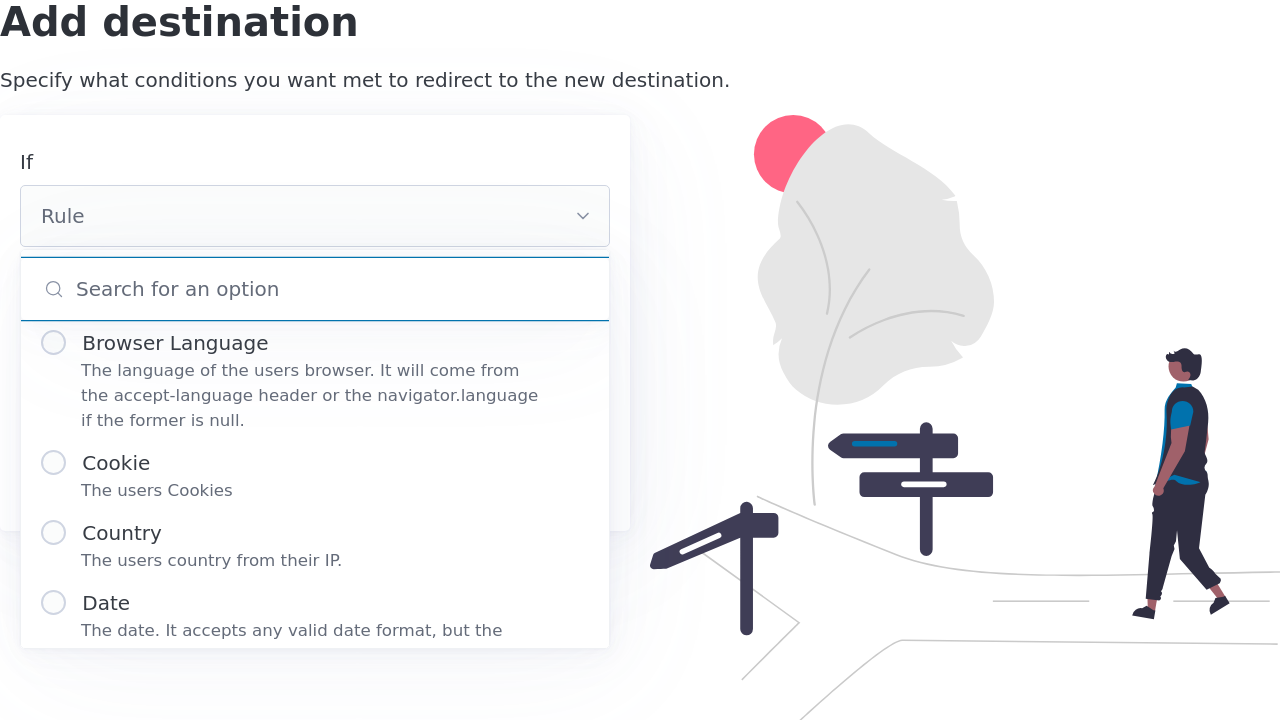 Add destination
Specify what conditions you want met to redirect to the new destination.
If
Rule
Search for an option
Browser Language
The language of the users browser. It will come from
the accept-language header or the navigator.language
if the former is null.
Cookie
The users Cookies
Country
The users country from their IP.
Date
The date. It accepts any valid date format, but the